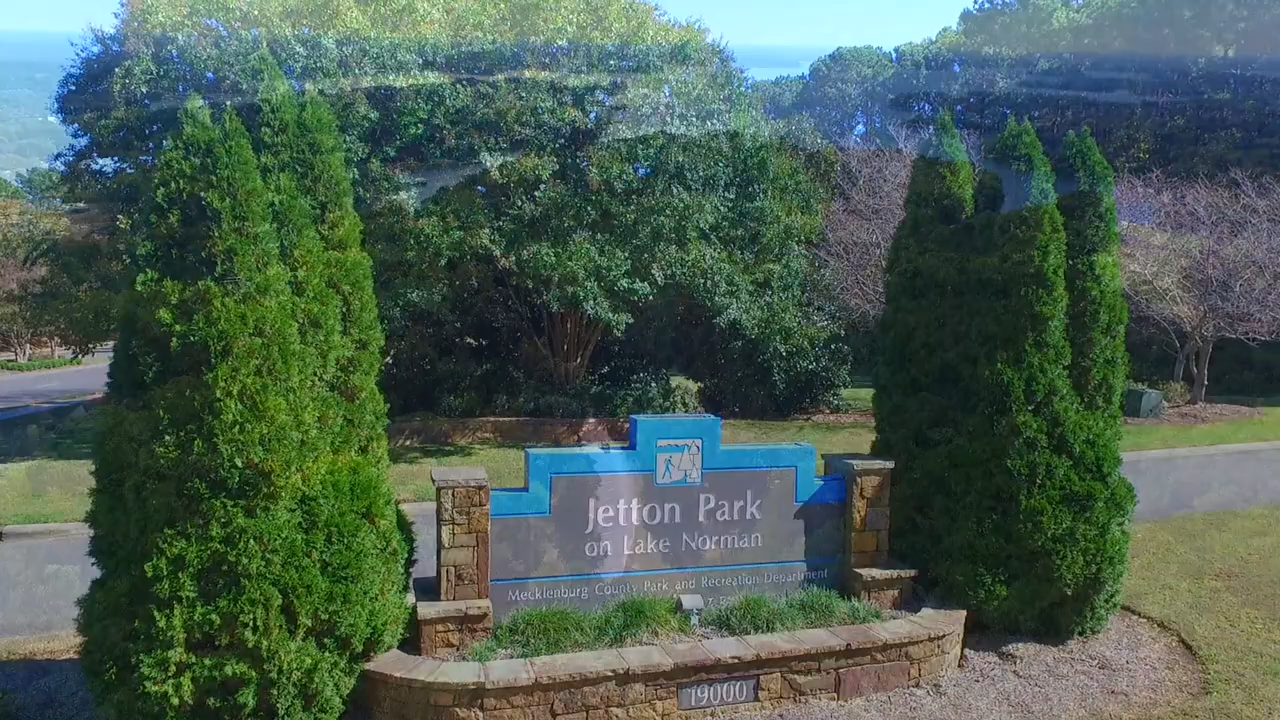 Jetton Park
on Lake Norman
Mecklenburg County Park and Recreation Department
19000